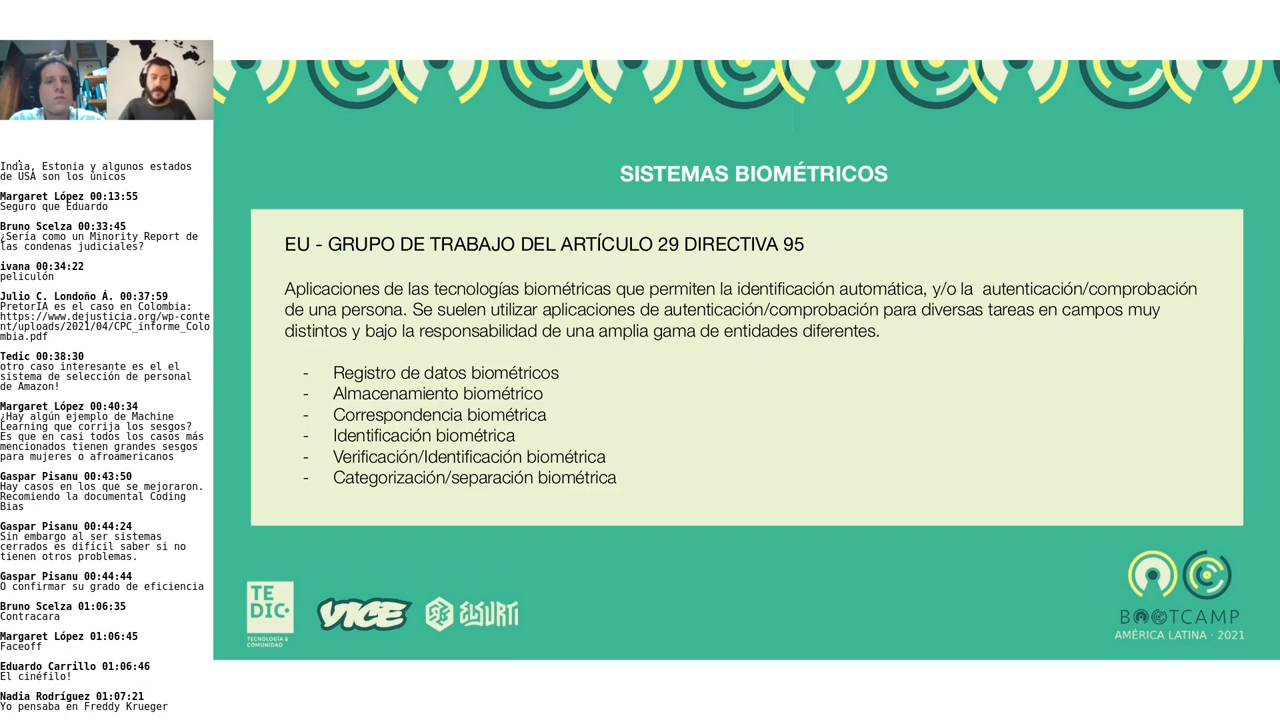 India, Estonia y algunos estados
de USA son los únicos
Margaret López 00:13:55
Seguro que Eduardo
Bruno Scelza 00:33:45
¿Seria como un Minority Report de
las condenas judiciales?
ivana 00:34:22
peliculón
Julio C. Londoño Á. 00:37:59
PretorIA es el caso en Colombia:
https://www.dejusticia.org/wp-conte
nt/uploads/2021/04/CPC_informe_Colo
mbia.pdf
Tedic 00:38:30
otro caso interesante es el el
sistema de selección de personal
de Amazon!
Margaret López 00:40:34
¿Hay algún ejemplo de Machine
Learning que corrija los sesgos?
Es que en casi todos los casos más
mencionados tienen grandes sesgos
para mujeres o afroamericanos
Gaspar Pisanu 00:43:50
Hay casos en los que se mejoraron.
Recomiendo la documental Coding
Bias
Gaspar Pisanu 00:44:24
Sin embargo al ser sistemas
cerrados es difícil saber si no
tienen otros problemas.
Gaspar Pisanu 00:44:44
O confirmar su grado de eficiencia
Bruno Scelza 01:06:35
Contracara
Margaret López 01:06:45
Faceoff
Eduardo Carrillo 01:06:46
El cinéfilo!
Nadia Rodríguez 01:07:21
Yo pensaba en Freddy Krueger
SISTEMAS BIOMÉTRICOS
EU - GRUPO DE TRABAJO DEL ARTÍCULO 29 DIRECTIVA 95
Aplicaciones de las tecnologías biométricas que permiten la identificación automática, y/o la autenticación/comprobación
de una persona. Se suelen utilizar aplicaciones de autenticación/comprobación para diversas tareas en campos muy
distintos y bajo la responsabilidad de una amplia gama de entidades diferentes.
- Registro de datos biométricos
- Almacenamiento biométrico
- Correspondencia biométrica
- Identificación biométrica
- Verificación/Identificación biométrica
- Categorización/separación biométrica
TE
DIC
TECNOLOGÍA &
COMUNIDAD
VICE
ELSURTI
BOOTCAMP
AMÉRICA LATINA · 2021